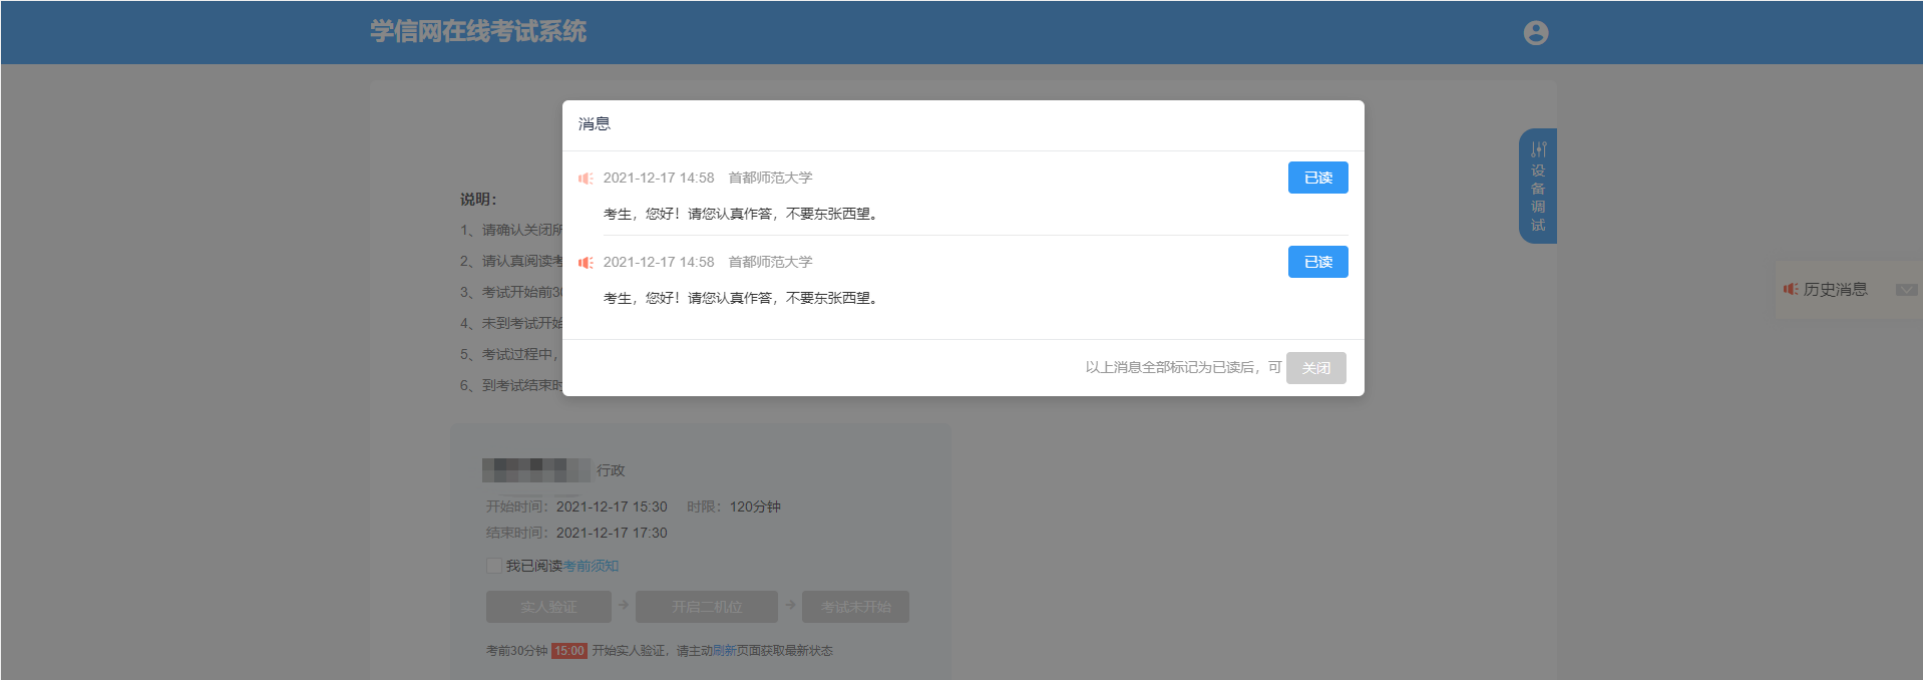 学信网在线考试系统
消息
2021-12-17 14:58 首都师范大学 已读
考生，您好！请您认真作答，不要东张西望。
2021-12-17 14:58 首都师范大学 已读
考生，您好！请您认真作答，不要东张西望。
以上消息全部标记为已读后，可 关闭
设备调试
历史消息
说明：
1、请确认关闭所
2、请认真阅读考
3、考试开始前30
4、未到考试开始
5、考试过程中，
6、到考试结束时
行政
开始时间：2021-12-17 15:30 时限：120分钟
结束时间：2021-12-17 17:30
我已阅读考前须知
实人验证 → 开启二机位 → 考试未开始
考前30分钟 15:00 开始实人验证，请主动刷新页面获取最新状态